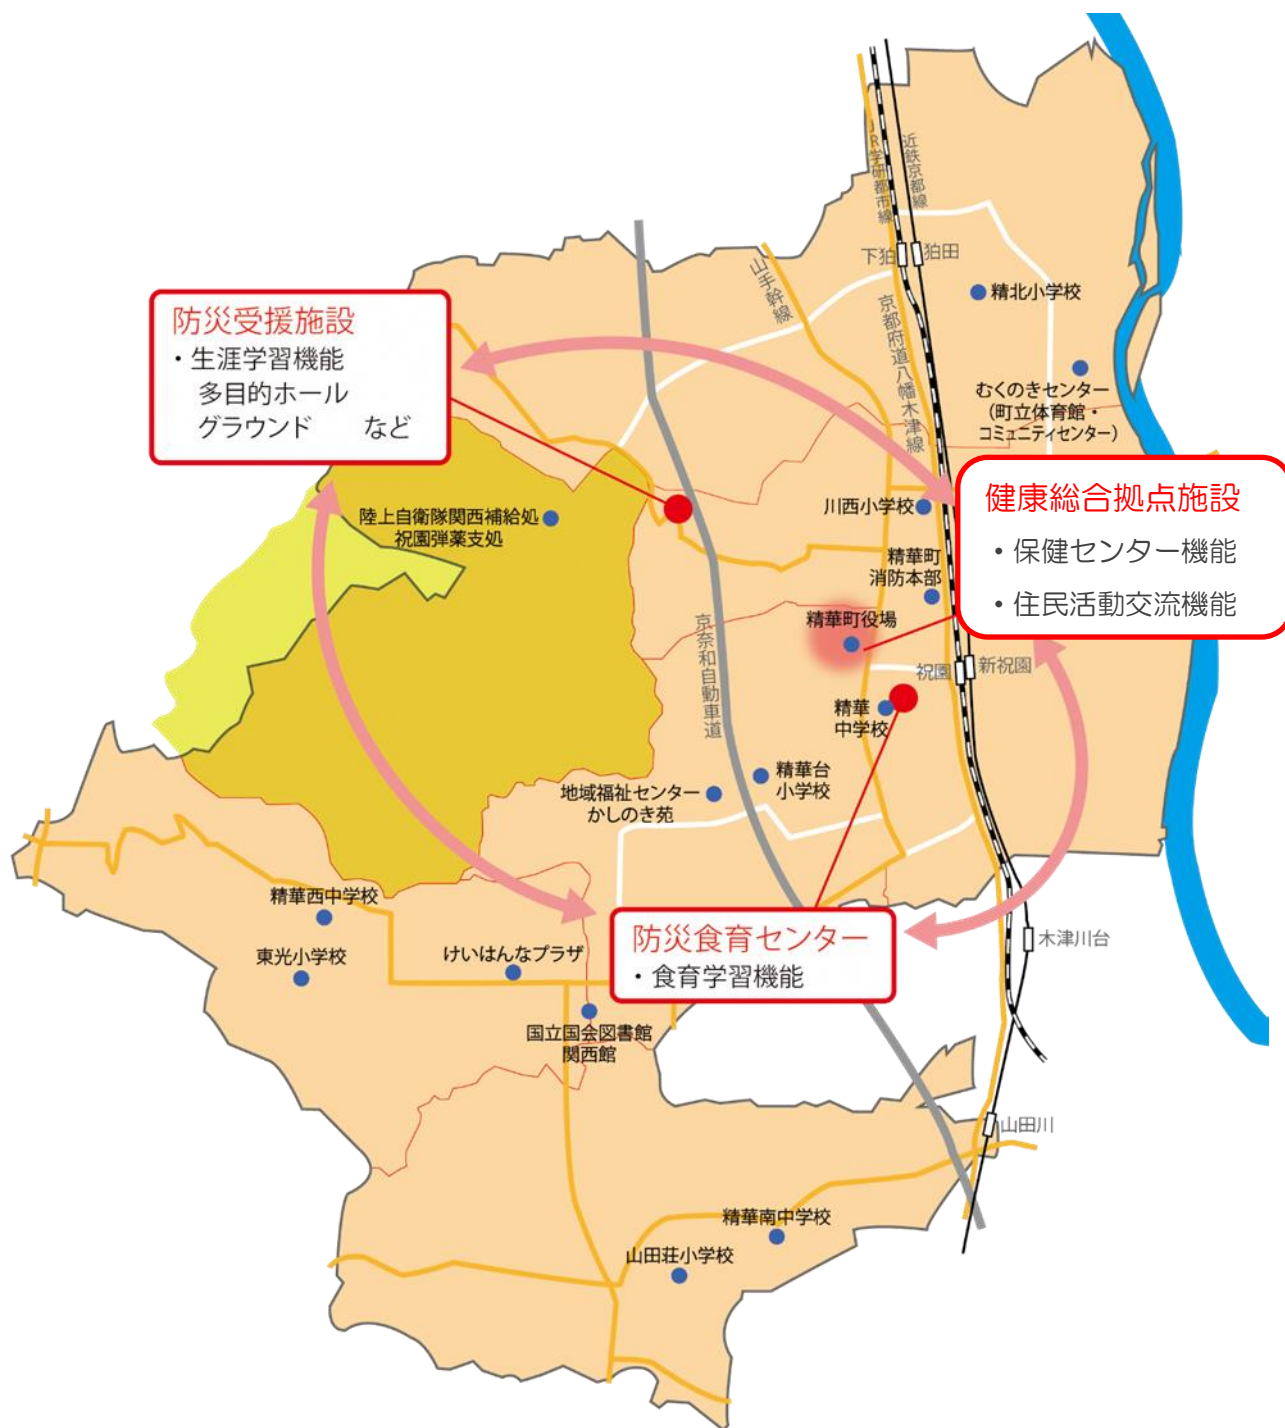 近鉄京都線
JR学研都市線
下狛
狛田
山手幹線
京都府道八幡木津線
精北小学校
防災受援施設
・生涯学習機能
多目的ホール
グラウンド など
むくのきセンター
(町立体育館・
コミュニティセンター)
健康総合拠点施設
・保健センター機能
・住民活動交流機能
陸上自衛隊関西補給処
祝園弾薬支処
川西小学校
精華町
消防本部
精華町役場
京奈和自動車道
祝園
新祝園
精華
中学校
精華台
小学校
地域福祉センター
かしのき苑
精華西中学校
東光小学校
けいはんなプラザ
防災食育センター
・食育学習機能
木津川台
国立国会図書館
関西館
山田川
精華南中学校
山田荘小学校